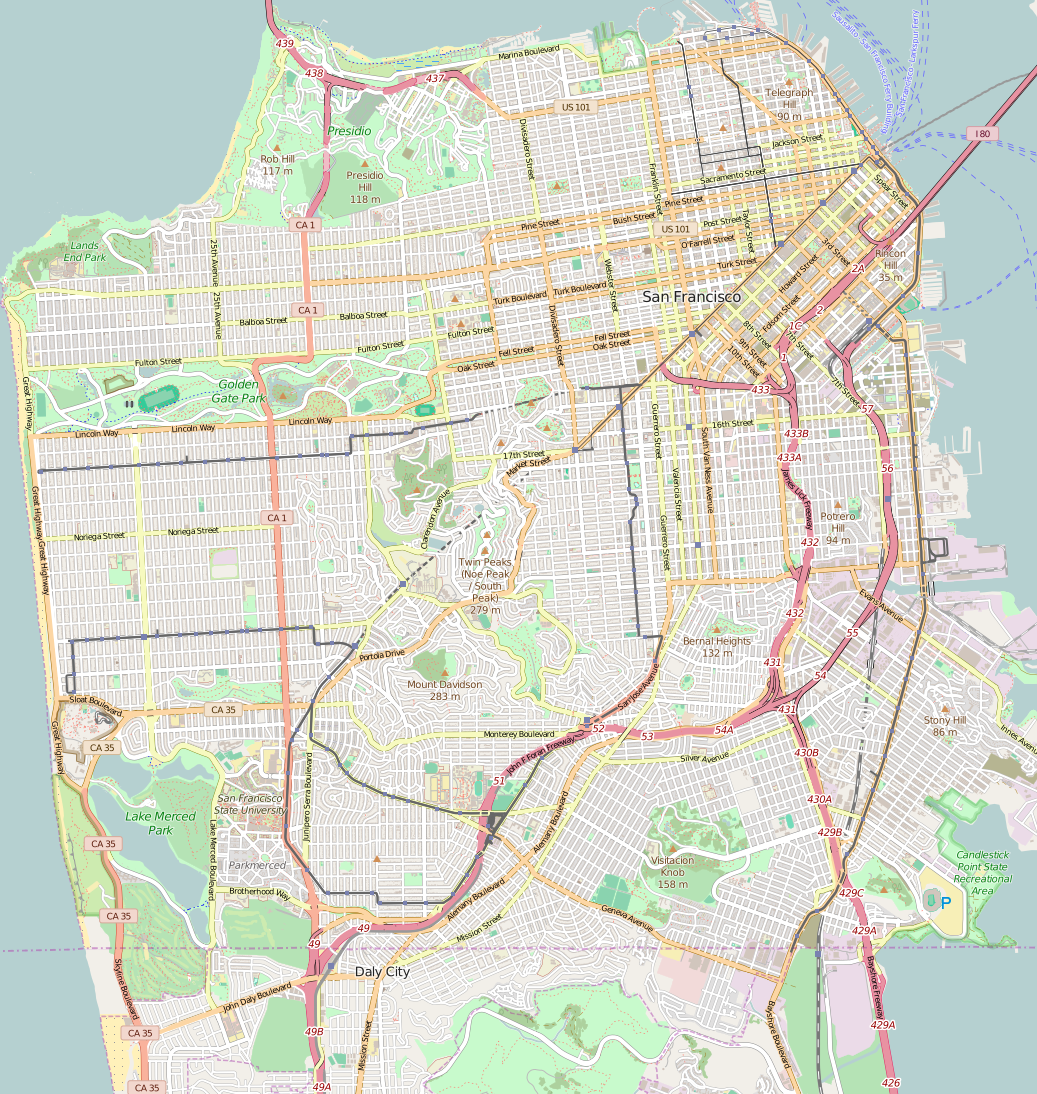 Sausalito - San Francisco Ferry Building
San Francisco - Larkspur Ferry
439
438
437
Marina Boulevard
US 101
Telegraph
Hill
90 m
I 80
Presidio
Divisadero Street
Jackson Street
Rob Hill
117 m
Presidio
Hill
118 m
Franklin Street
Sacramento Street
Spear Street
Pine Street
CA 1
Pine Street
Bush Street
Post Street
Taylor Street
US 101
O'Farrell Street
3rd Street
Lands
End Park
25th Avenue
25th Avenue
Webster Street
Turk Street
Howard Street
2A
Rincon
Hill
35 m
San Francisco
Turk Boulevard
Turk Boulevard
Folsom Street
2
CA 1
Balboa Street
Balboa Street
Divisadero Street
1C
8th Street
7th Street
9th Street
10th Street
1
Fulton Street
Fulton Street
Fulton Street
Fell Street
Oak Street
Fell Street
Oak Street
Great Highway
Golden
Gate Park
433
7th Street
57
Lincoln Way
Lincoln Way
Lincoln Way
Guerrero Street
16th Street
South Van Ness Avenue
433B
17th Street
Market Street
433A
56
Valencia Street
James Lick Freeway
Great Highway
Clarendon Avenue
CA 1
Potrero
Hill
94 m
Noriega Street
Noriega Street
Guerrero Street
432
Great Highway
Twin Peaks
(Noe Peak
/ South
Peak)
279 m
Evans Avenue
432
55
Bernal Heights
132 m
Portola Drive
431
54
Mount Davidson
283 m
San Jose Avenue
Sloat Boulevard
CA 35
431
Stony Hill
86 m
Great Highway
CA 35
Monterey Boulevard
52
53
54A
Innes Avenue
John F Foran Freeway
Silver Avenue
430B
51
Junipero Serra Boulevard
San Francisco
State University
430A
Lake Merced
Park
Alemany Boulevard
429B
Lake Merced Boulevard
CA 35
Parkmerced
Visitacion
Knob
158 m
Candlestick
Point State
Recreational
Area
Brotherhood Way
Alemany Boulevard
429C
P
CA 35
Geneva Avenue
49
Mission Street
429A
49
Daly City
Skyline Boulevard
Bayshore Freeway
John Daly Boulevard
CA 35
49B
Mission Street
Bayshore Boulevard
429A
CA 35
49A
426